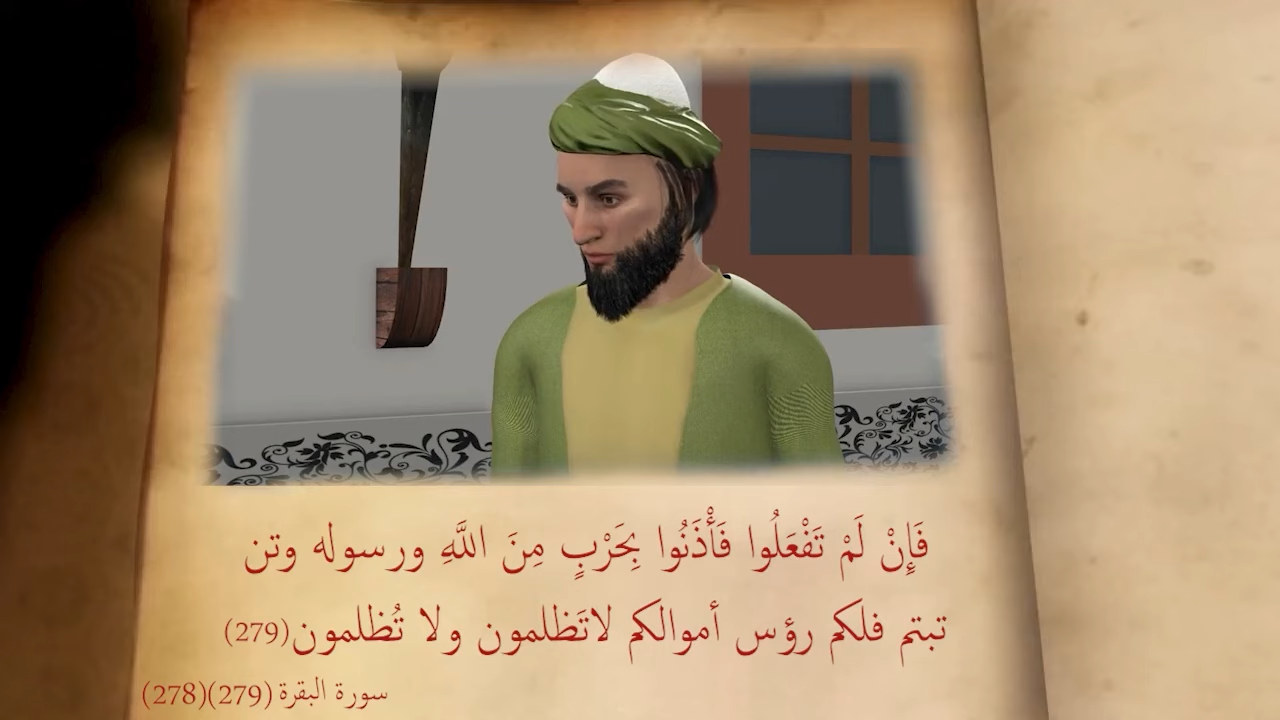 فَإِنْ لَمْ تَفْعَلُوا فَأْذَنُوا بِحَرْبٍ مِنَ اللَّهِ ورسوله وتن
تبتم فلكم رؤس أموالكم لاتَظلمون ولا تُظلمون(279)
سورة البقرة (279)(278)